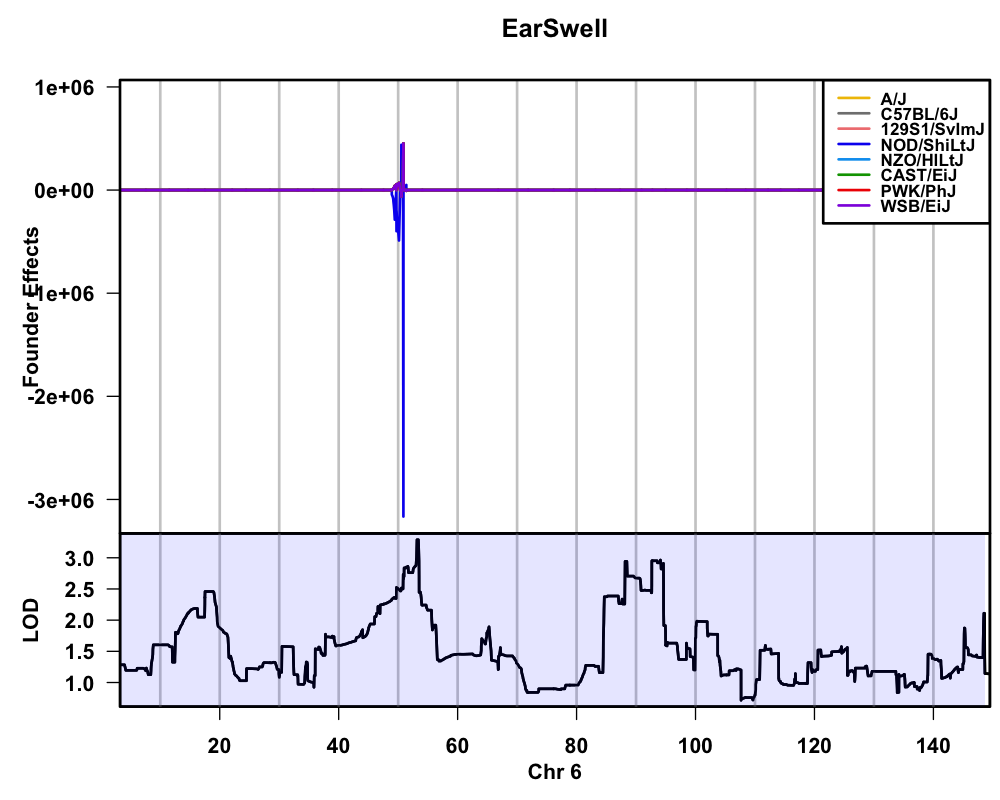 EarSwell
1e+06
0e+00
-1e+06
-2e+06
-3e+06
Founder Effects
A/J
C57BL/6J
129S1/SvImJ
NOD/ShiLtJ
NZO/HlLtJ
CAST/EiJ
PWK/PhJ
WSB/EiJ
3.0
2.5
2.0
1.5
1.0
LOD
20 40 60 80 100 120 140
Chr 6